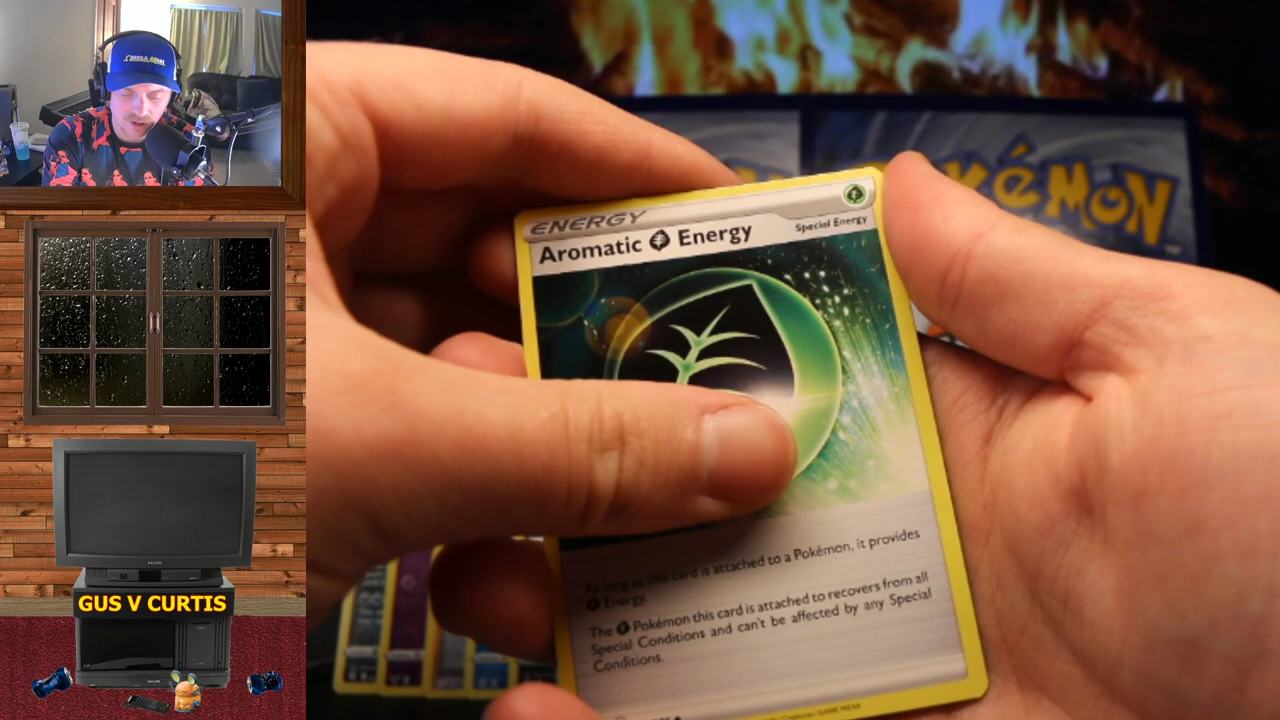 ENERGY
Aromatic Energy
Special Energy
As long as this card is attached to a Pokémon, it provides
Energy.
The Pokémon this card is attached to recovers from all
Special Conditions and can't be affected by any Special
Conditions.
POKéMON
GUS V CURTIS
PHILIPS